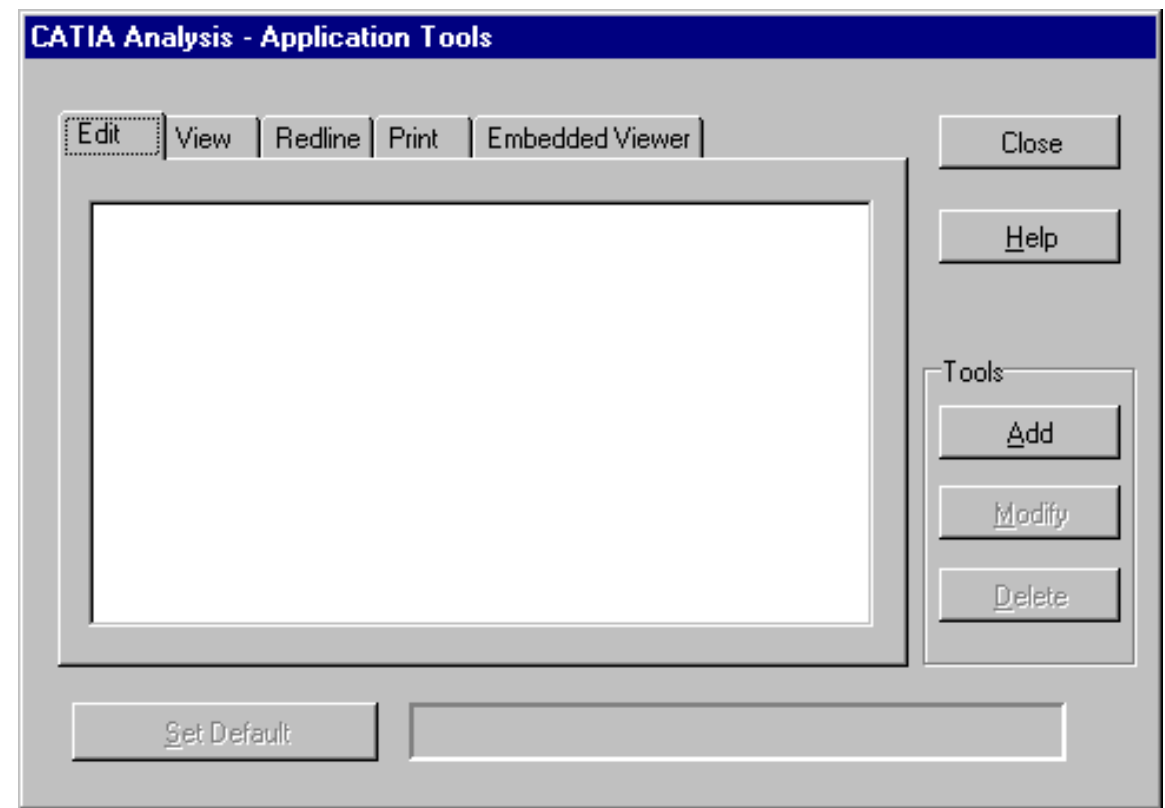 CATIA Analysis - Application Tools
Edit View Redline Print Embedded Viewer
Close
Help
Tools
Add
Modify
Delete
Set Default